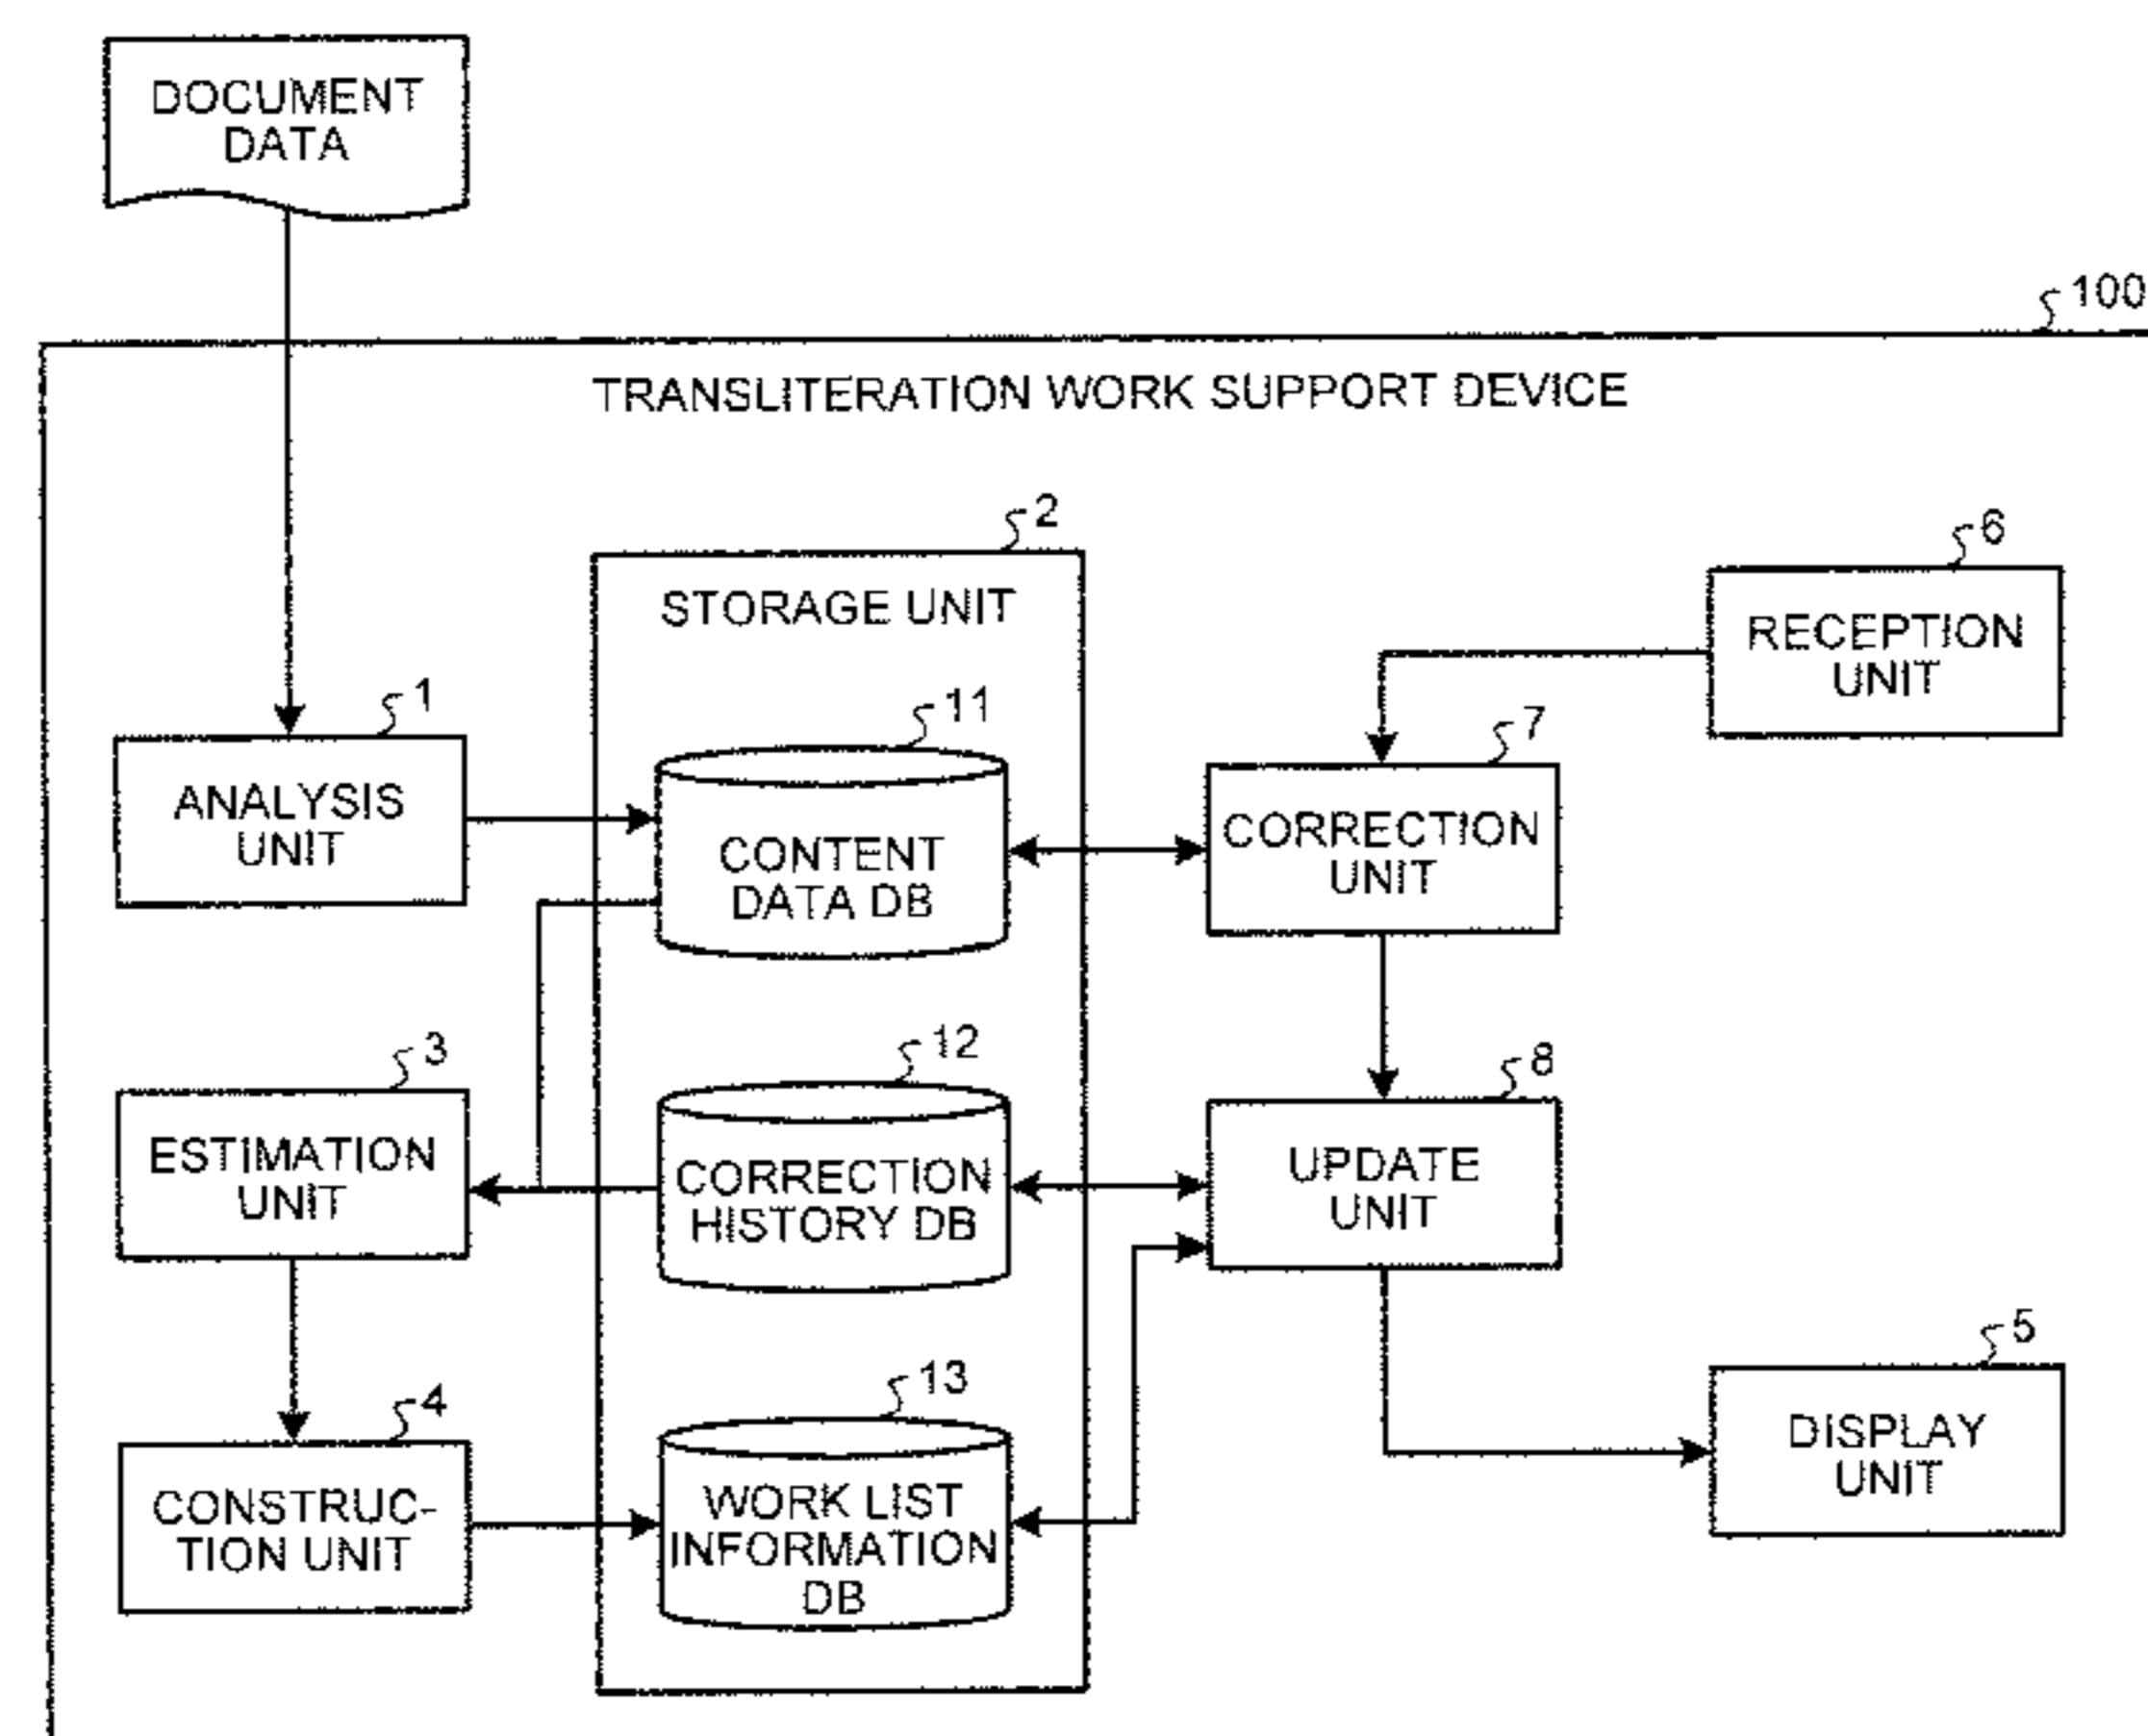 DOCUMENT
DATA
100
TRANSLITERATION WORK SUPPORT DEVICE
2
STORAGE UNIT
6
RECEPTION
UNIT
1
ANALYSIS
UNIT
11
CONTENT
DATA DB
7
CORRECTION
UNIT
3
ESTIMATION
UNIT
12
CORRECTION
HISTORY DB
8
UPDATE
UNIT
4
CONSTRUC-
TION UNIT
13
WORK LIST
INFORMATION
DB
5
DISPLAY
UNIT